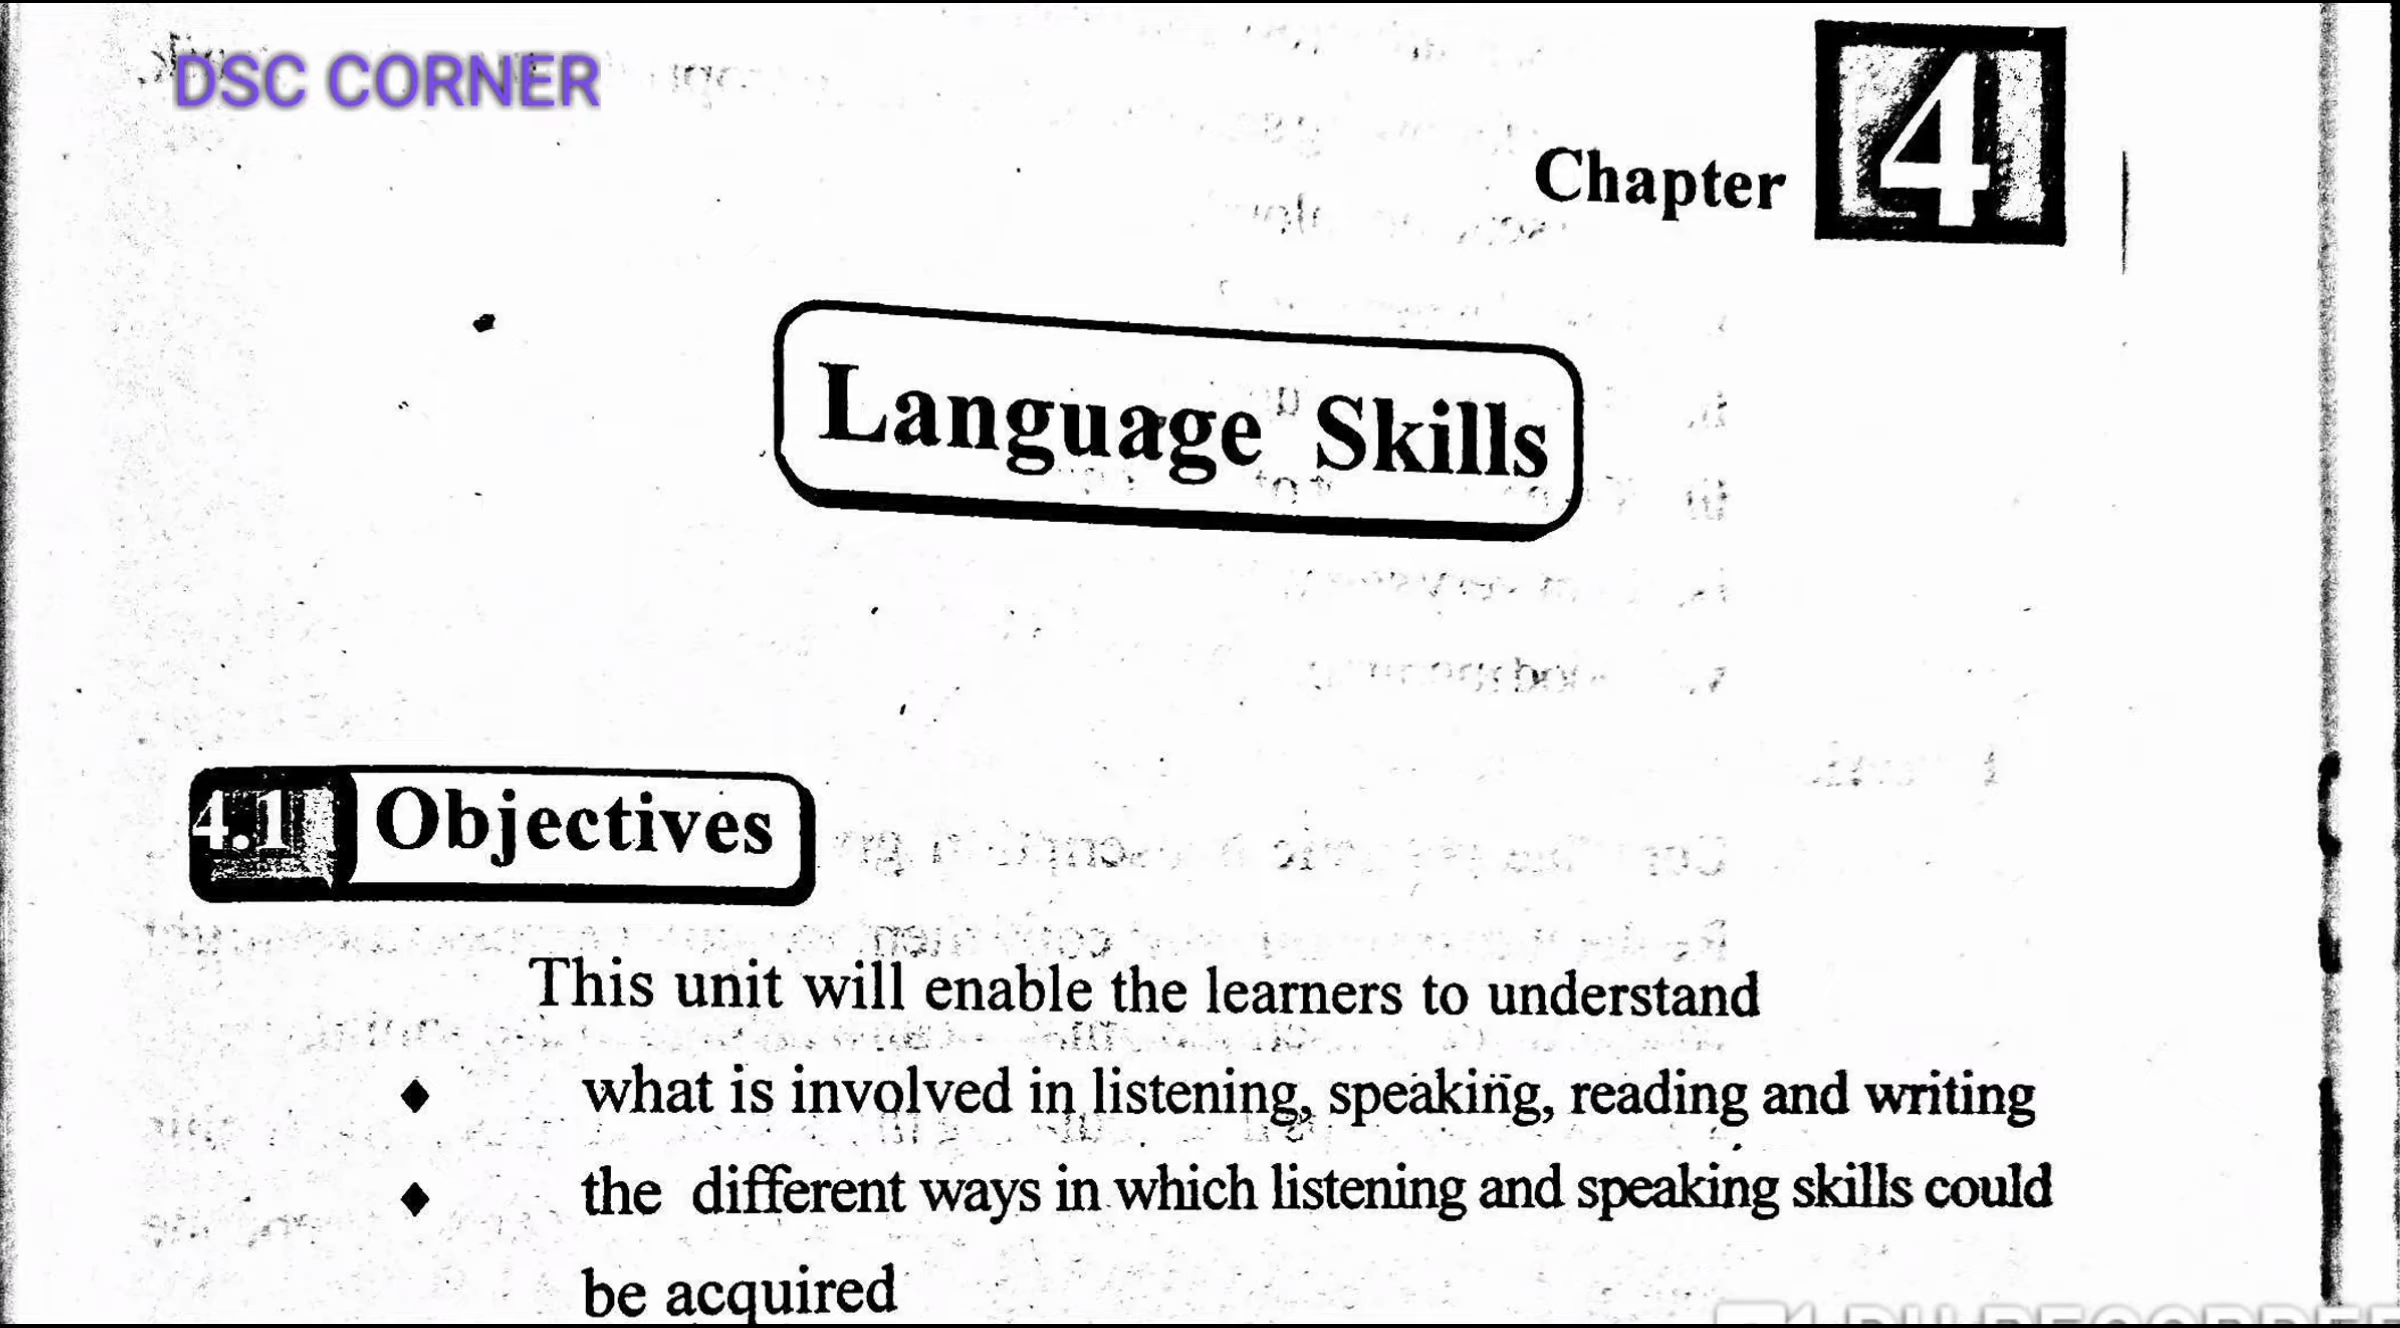 DSC CORNER
Chapter 4
Language Skills
4.1 Objectives
This unit will enable the learners to understand
♦ what is involved in listening, speaking, reading and writing
♦ the different ways in which listening and speaking skills could
be acquired